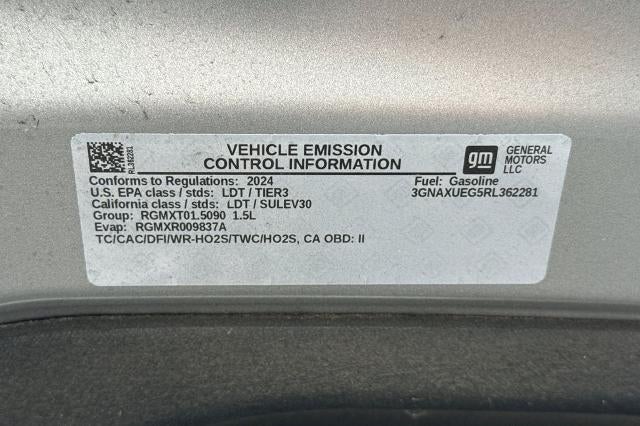 RL362281
VEHICLE EMISSION
CONTROL INFORMATION
gm
GENERAL
MOTORS
LLC
Conforms to Regulations: 2024
Fuel: Gasoline
U.S. EPA class / stds: LDT / TIER3
3GNAXUEG5RL362281
California class / stds: LDT / SULEV30
Group: RGMXT01.5090 1.5L
Evap: RGMXR009837A
TC/CAC/DFI/WR-HO2S/TWC/HO2S, CA OBD: II